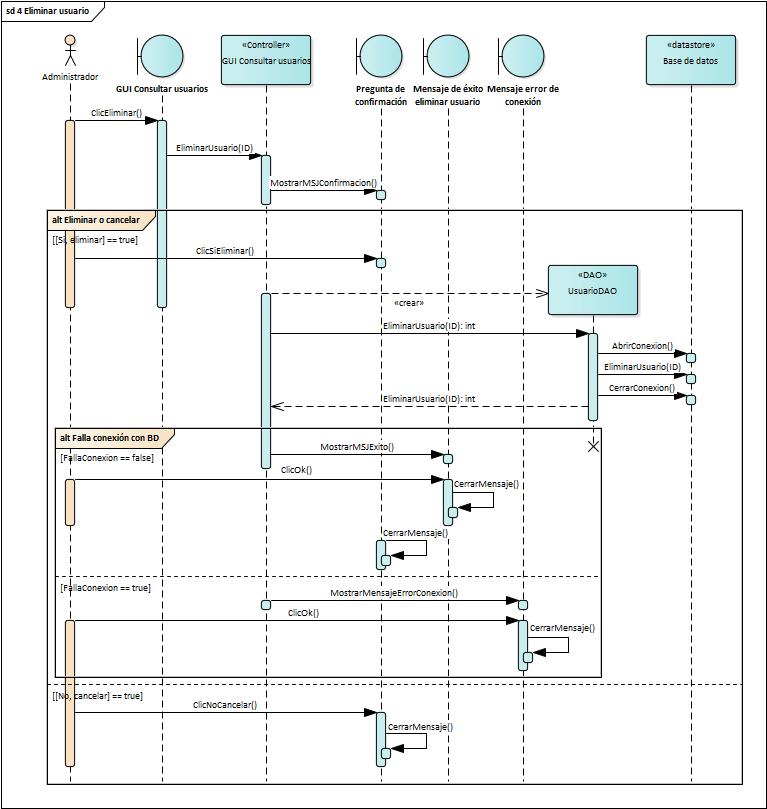 sd 4 Eliminar usuario
Administrador
GUI Consultar usuarios
«Controller»
GUI Consultar usuarios
Pregunta de
confirmación
Mensaje de éxito
eliminar usuario
Mensaje error de
conexión
«datastore»
Base de datos
ClicEliminar()
EliminarUsuario(ID)
MostrarMSJConfirmacion()
alt Eliminar o cancelar
[[Si, eliminar] == true]
ClicSiEliminar()
«DAO»
UsuarioDAO
«crear»
EliminarUsuario(ID): int
AbrirConexion()
EliminarUsuario(ID)
CerrarConexion()
EliminarUsuario(ID): int
alt Falla conexión con BD
[FallaConexion == false]
MostrarMSJExito()
ClicOk()
CerrarMensaje()
CerrarMensaje()
[FallaConexion == true]
MostrarMensajeErrorConexion()
ClicOk()
CerrarMensaje()
[[No, cancelar] == true]
ClicNoCancelar()
CerrarMensaje()